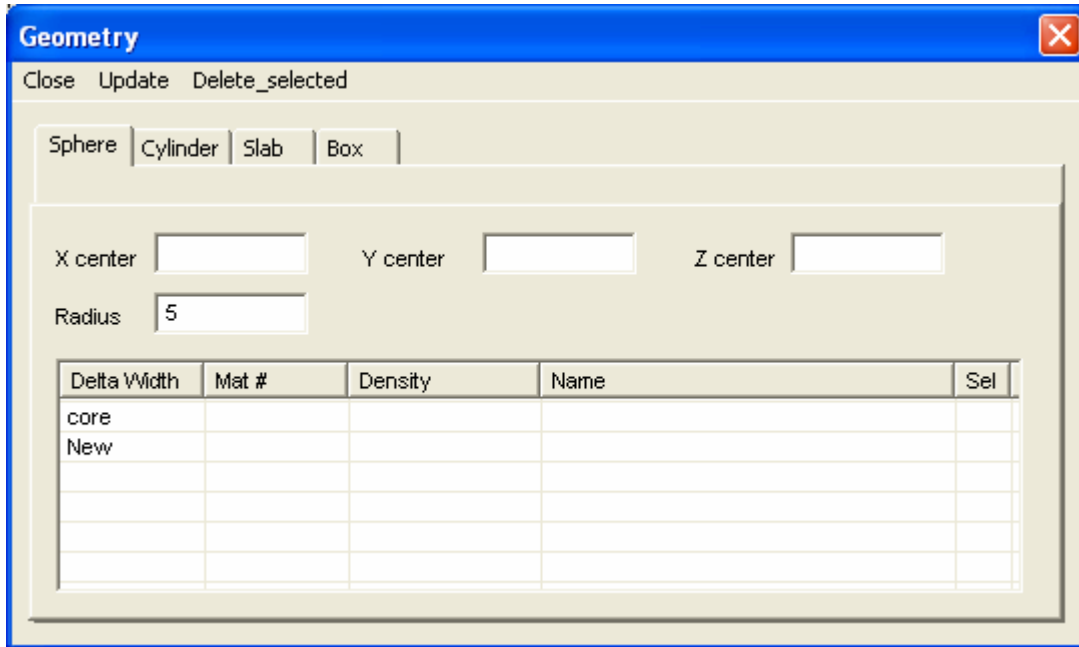 Geometry
Close Update Delete_selected
Sphere Cylinder Slab Box
X center Y center Z center
Radius 5
Delta Width Mat # Density Name Sel
core
New